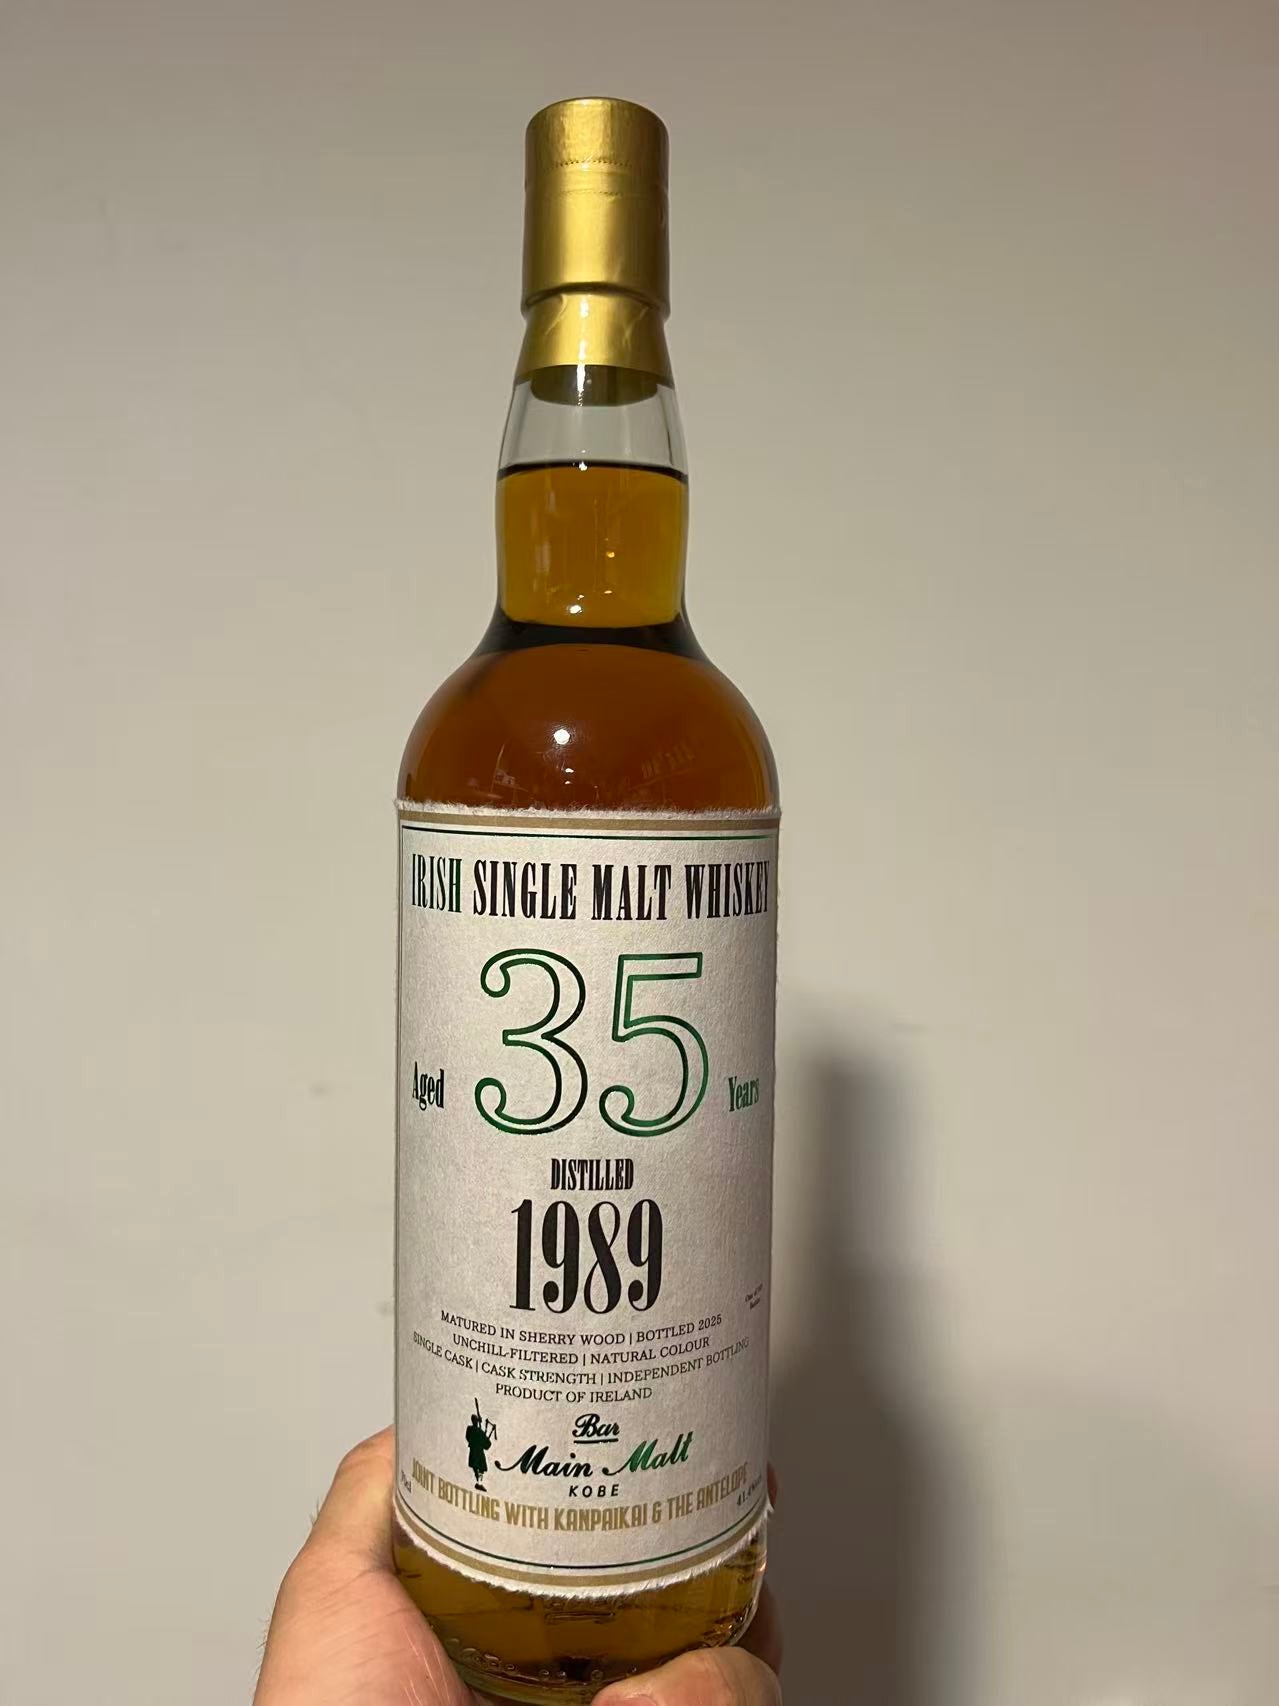 IRISH SINGLE MALT WHISKEY
35
Aged Years
DISTILLED
1989
MATURED IN SHERRY WOOD | BOTTLED 2025
UNCHILL-FILTERED | NATURAL COLOUR
SINGLE CASK | CASK STRENGTH | INDEPENDENT BOTTLING
PRODUCT OF IRELAND
Bar
Main Malt
KOBE
JOINT BOTTLING WITH KANPAIKAI & THE ANTELOPE
70cl